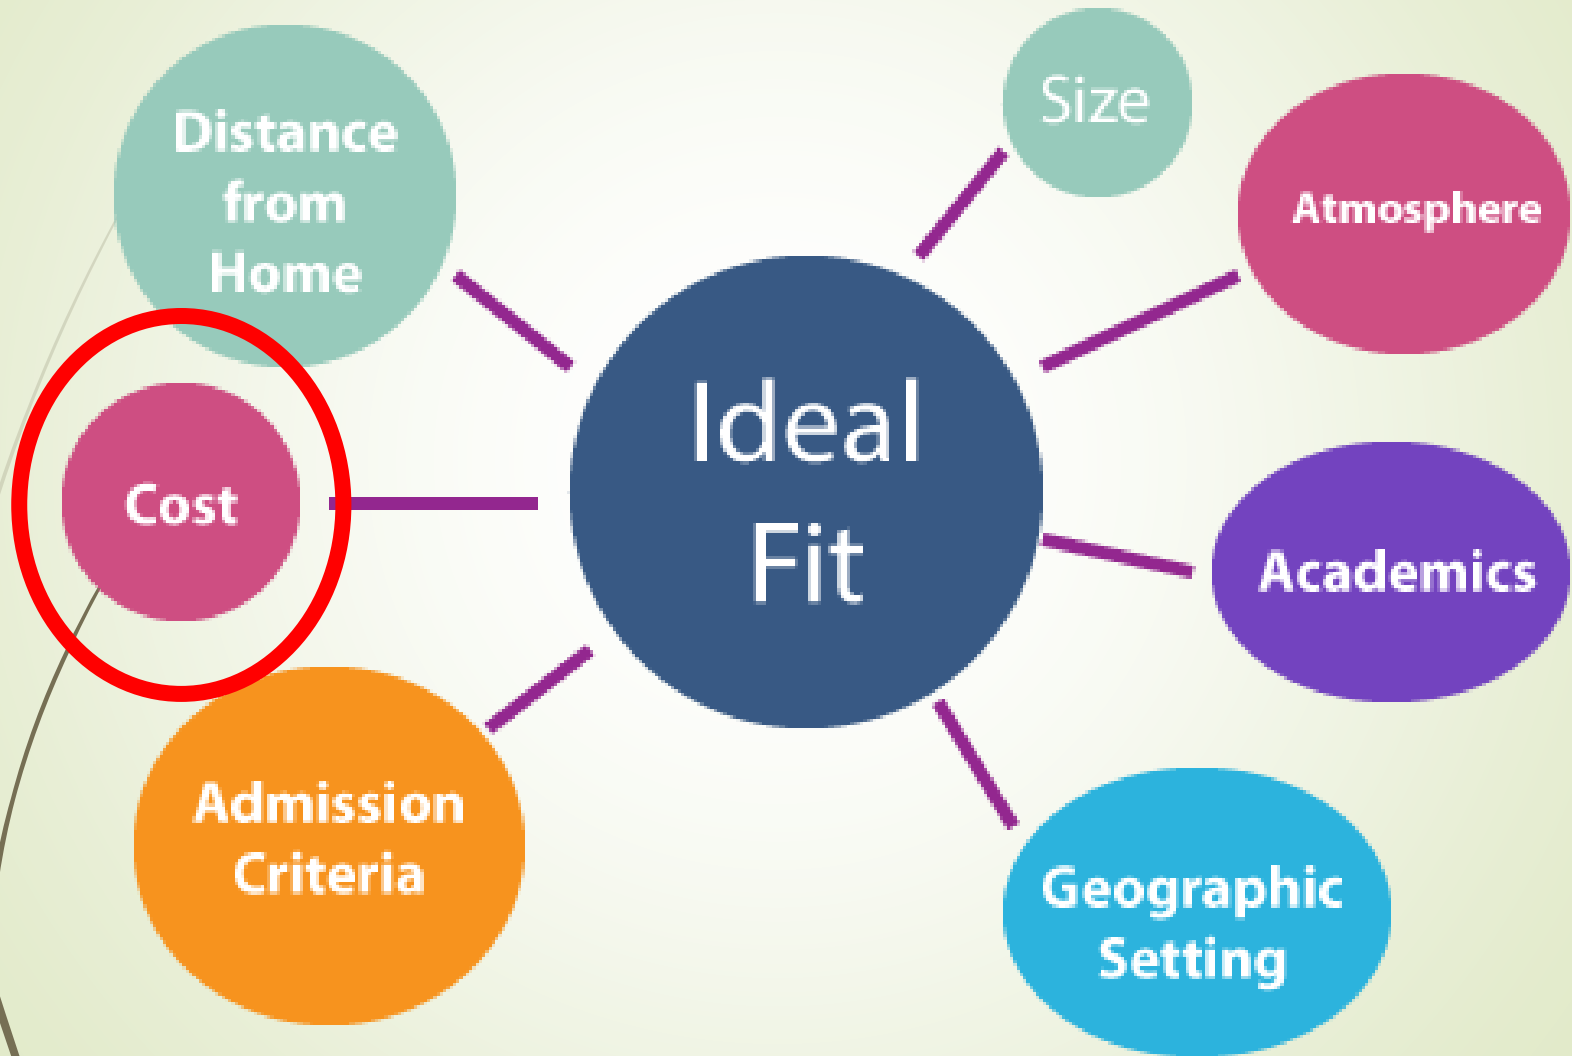 Distance
from
Home
Size
Atmosphere
Cost
Ideal
Fit
Academics
Admission
Criteria
Geographic
Setting